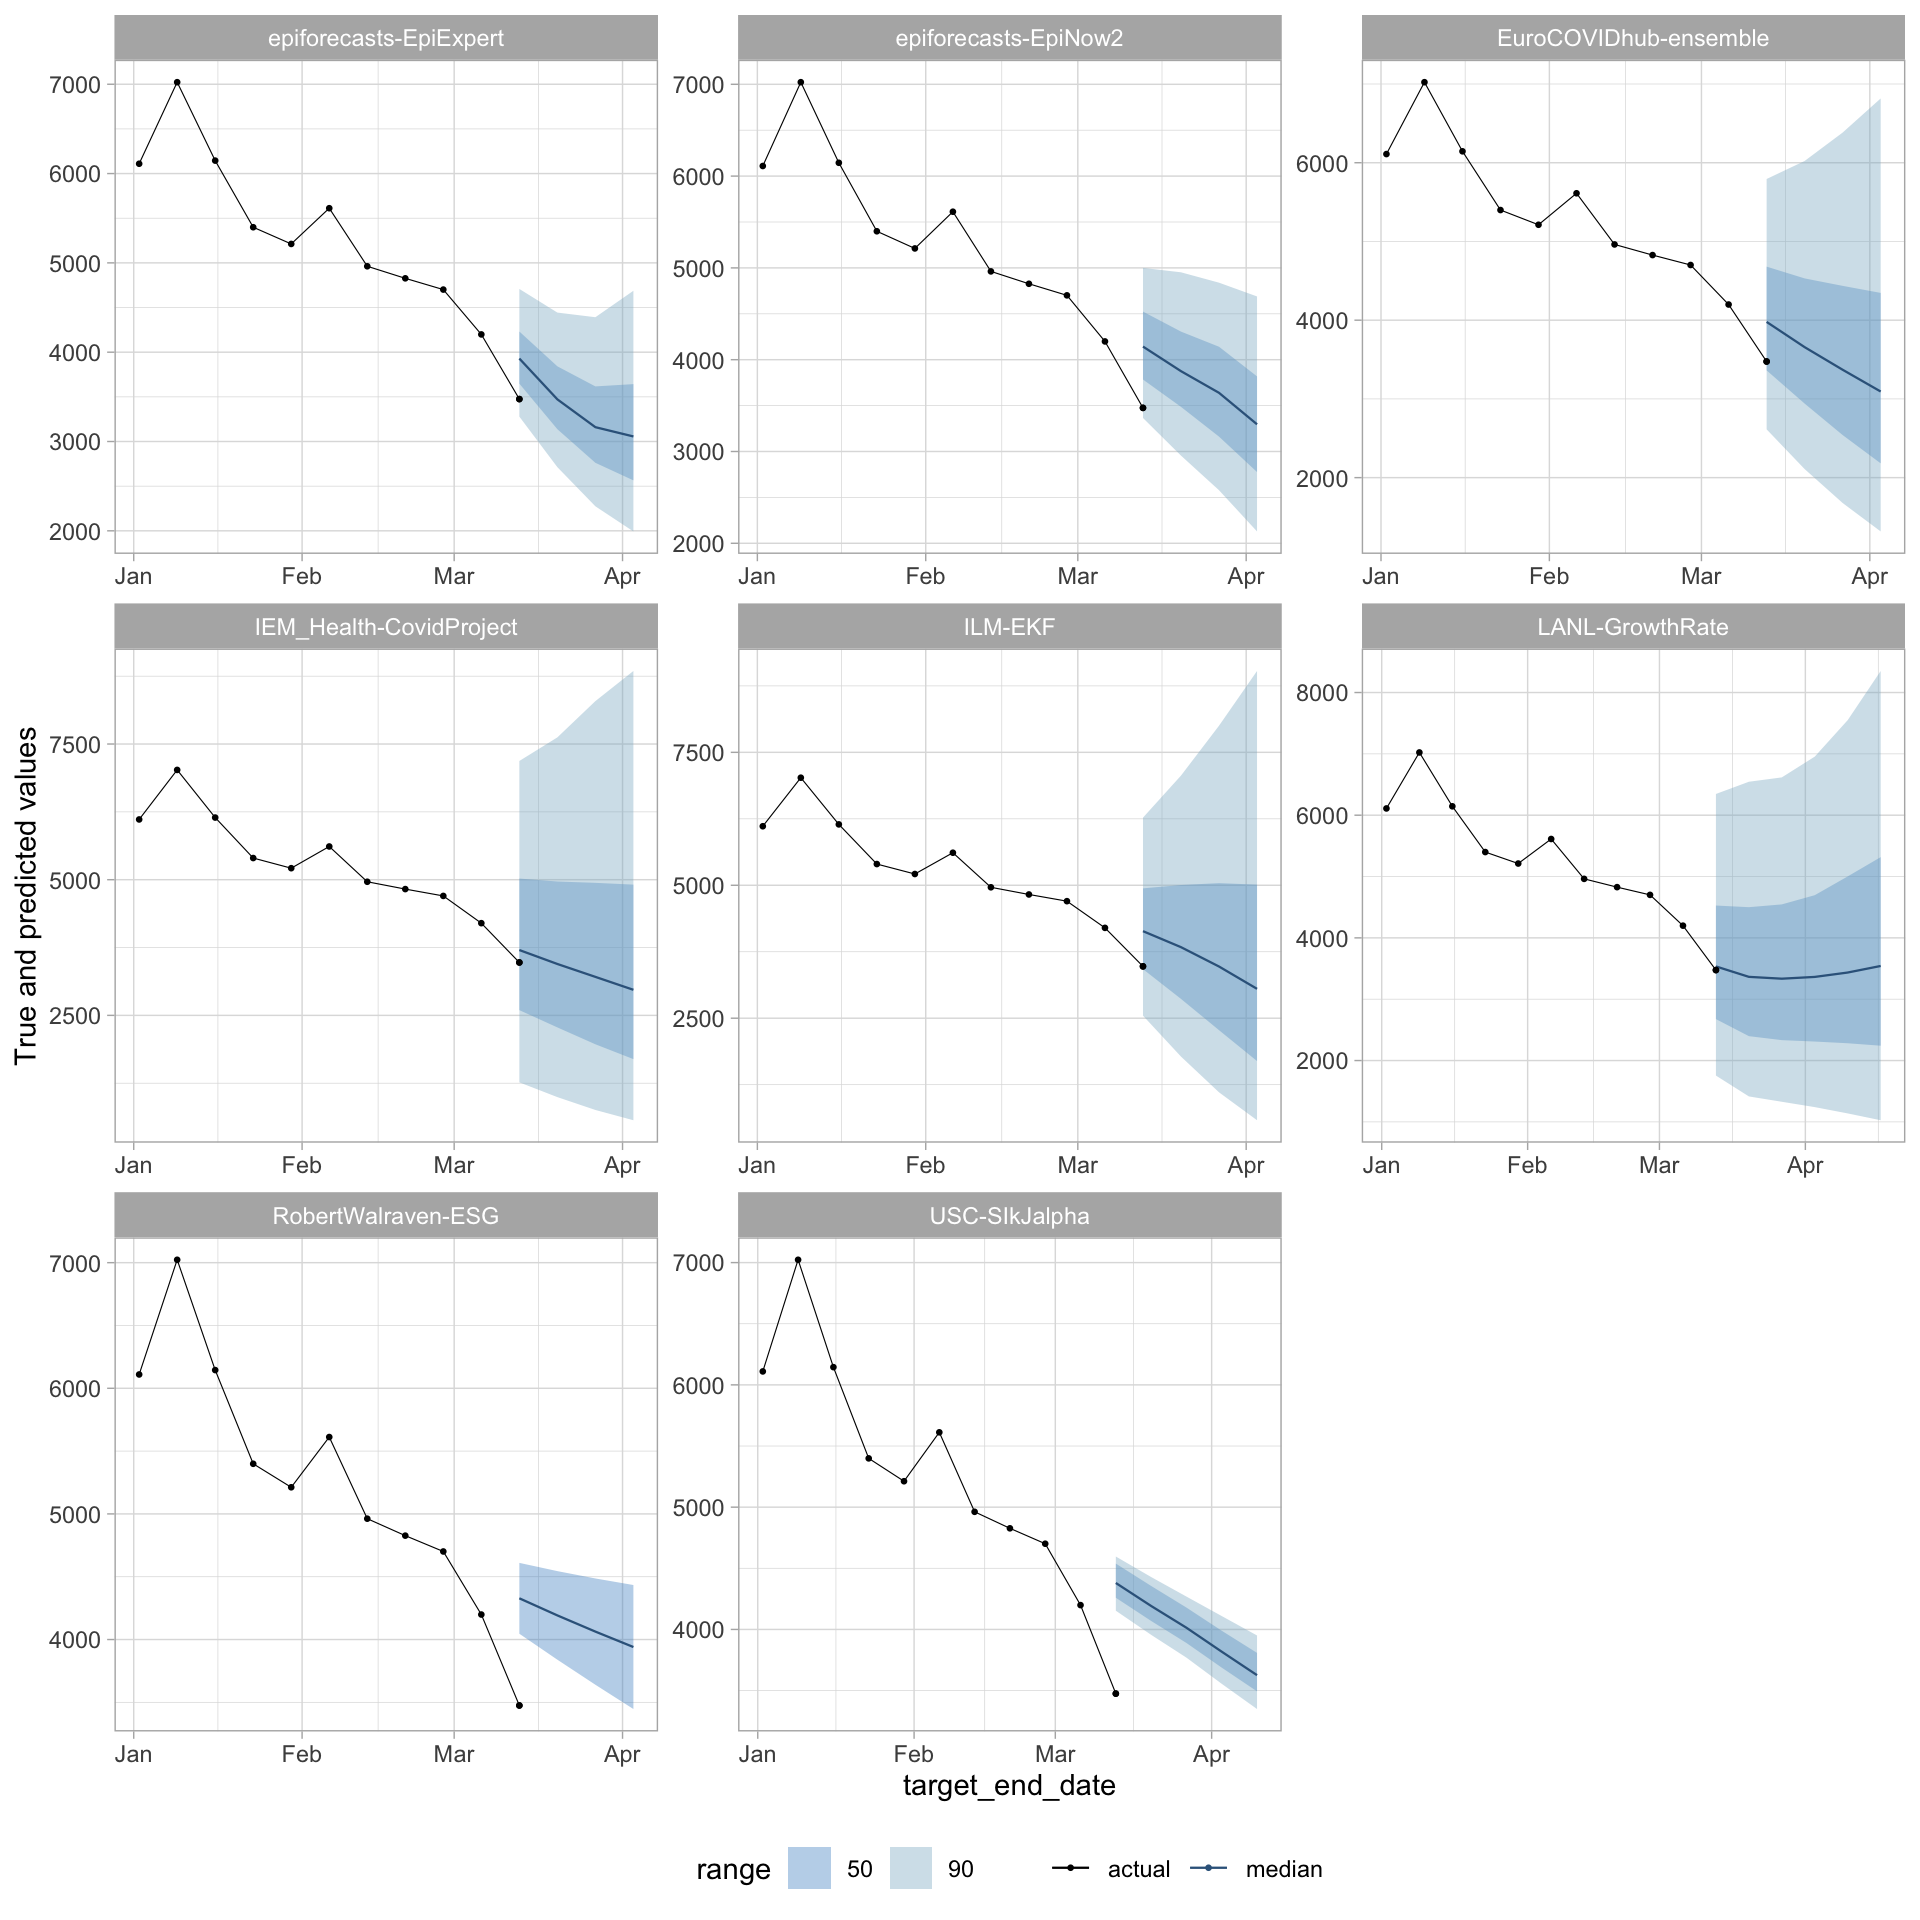 epiforecasts-EpiExpert
epiforecasts-EpiNow2
EuroCOVIDhub-ensemble
7000
6000
5000
4000
3000
2000
Jan Feb Mar Apr
7000
6000
5000
4000
3000
2000
Jan Feb Mar Apr
6000
4000
2000
Jan Feb Mar Apr
IEM_Health-CovidProject
ILM-EKF
LANL-GrowthRate
True and predicted values
7500
5000
2500
Jan Feb Mar Apr
7500
5000
2500
Jan Feb Mar Apr
8000
6000
4000
2000
Jan Feb Mar Apr
RobertWalraven-ESG
USC-SIkJalpha
7000
6000
5000
4000
Jan Feb Mar Apr
7000
6000
5000
4000
Jan Feb Mar Apr
target_end_date
range 50 90 actual median